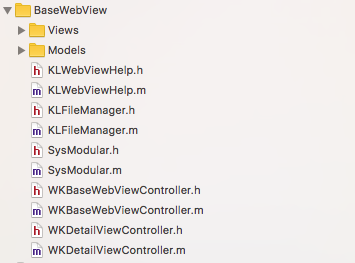 BaseWebView
Views
Models
h KLWebViewHelp.h
m KLWebViewHelp.m
h KLFileManager.h
m KLFileManager.m
h SysModular.h
m SysModular.m
h WKBaseWebViewController.h
m WKBaseWebViewController.m
h WKDetailViewController.h
m WKDetailViewController.m